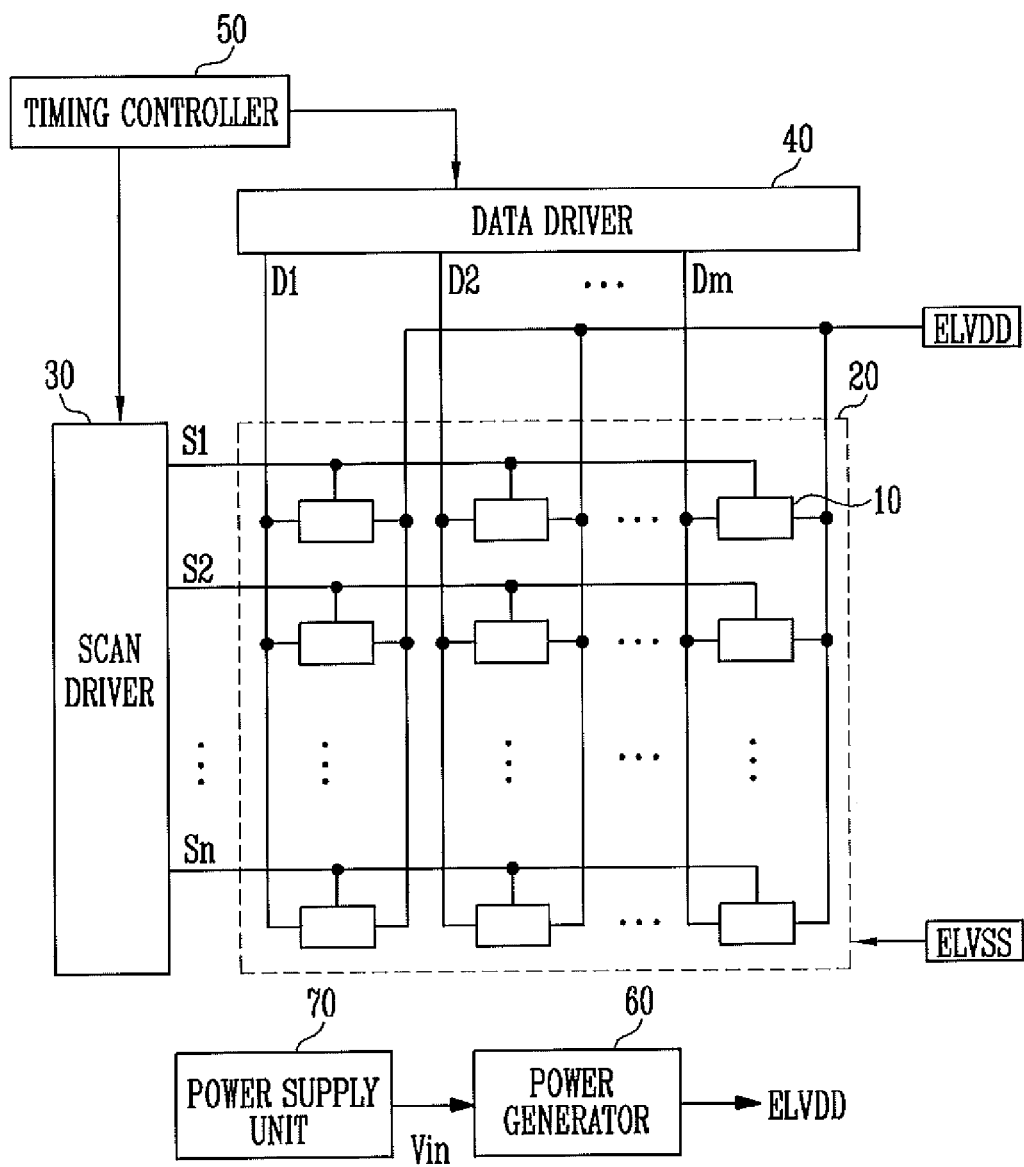 50
TIMING CONTROLLER
40
DATA DRIVER
D1 D2 ... Dm
ELVDD
30
20
S1
10
S2
SCAN
DRIVER
Sn
ELVSS
70
60
POWER SUPPLY
UNIT
POWER
GENERATOR
ELVDD
Vin